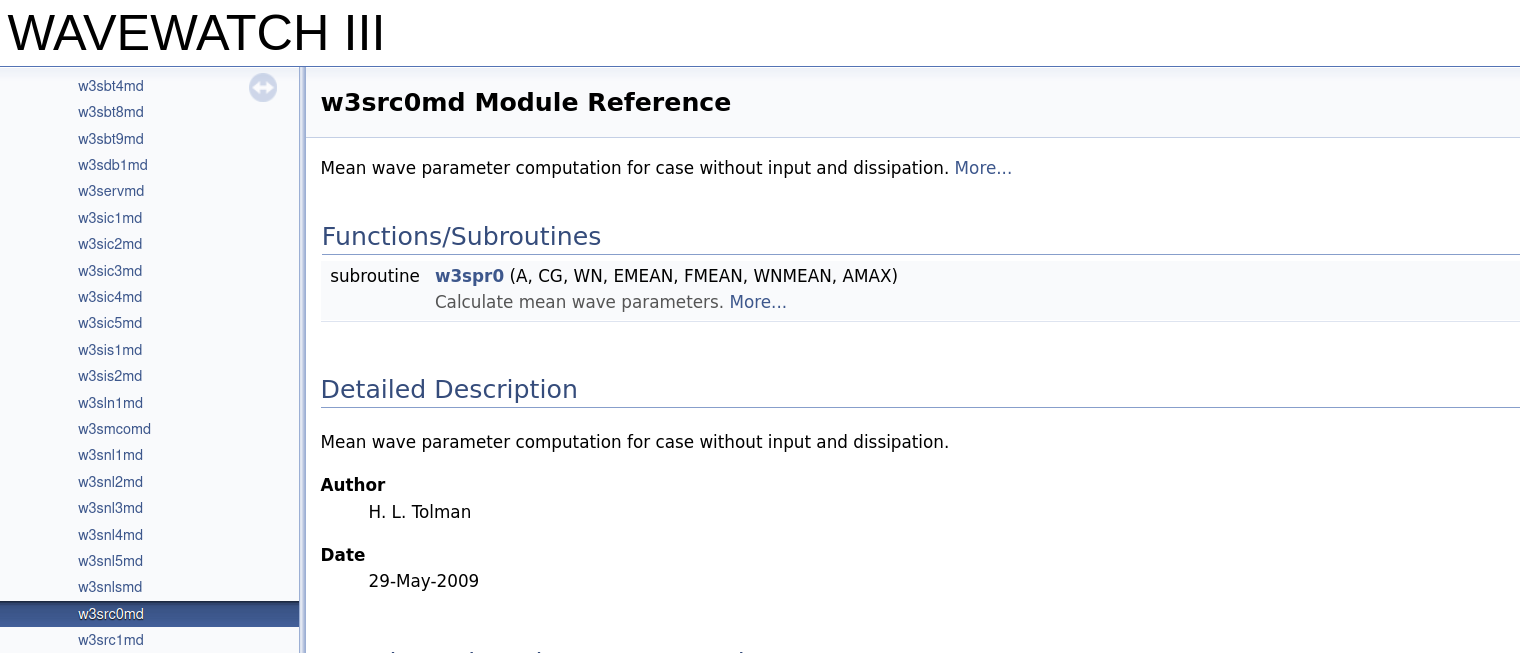 WAVEWATCH III
w3sbt4md
w3sbt8md
w3sbt9md
w3sdb1md
w3servmd
w3sic1md
w3sic2md
w3sic3md
w3sic4md
w3sic5md
w3sis1md
w3sis2md
w3sln1md
w3smcomd
w3snl1md
w3snl2md
w3snl3md
w3snl4md
w3snl5md
w3snlsmd
w3src0md
w3src1md
w3src0md Module Reference
Mean wave parameter computation for case without input and dissipation. More...
Functions/Subroutines
subroutine w3spr0 (A, CG, WN, EMEAN, FMEAN, WNMEAN, AMAX)
Calculate mean wave parameters. More...
Detailed Description
Mean wave parameter computation for case without input and dissipation.
Author
H. L. Tolman
Date
29-May-2009